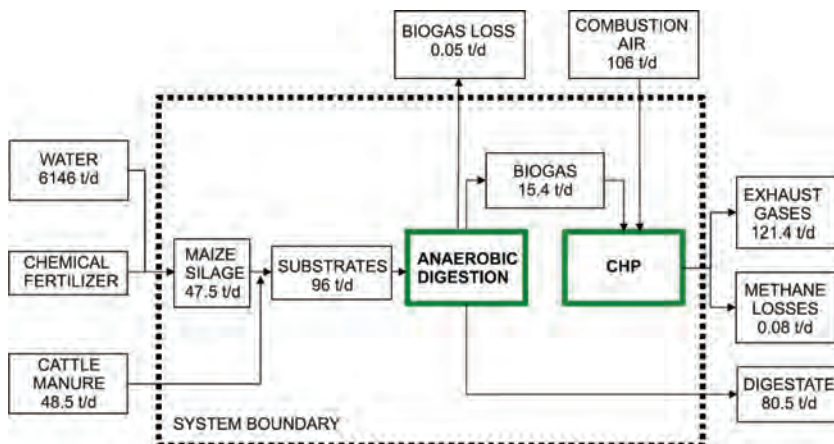 BIOGAS LOSS
0.05 t/d
COMBUSTION
AIR
106 t/d
WATER
6146 t/d
BIOGAS
15,4 t/d
EXHAUST
GASES
121.4 t/d
CHEMICAL
FERTILIZER
MAIZE
SILAGE
47.5 t/d
SUBSTRATES
96 t/d
ANAEROBIC
DIGESTION
CHP
METHANE
LOSSES
0.08 t/d
CATTLE
MANURE
48.5 t/d
DIGESTATE
80.5 t/d
SYSTEM BOUNDARY